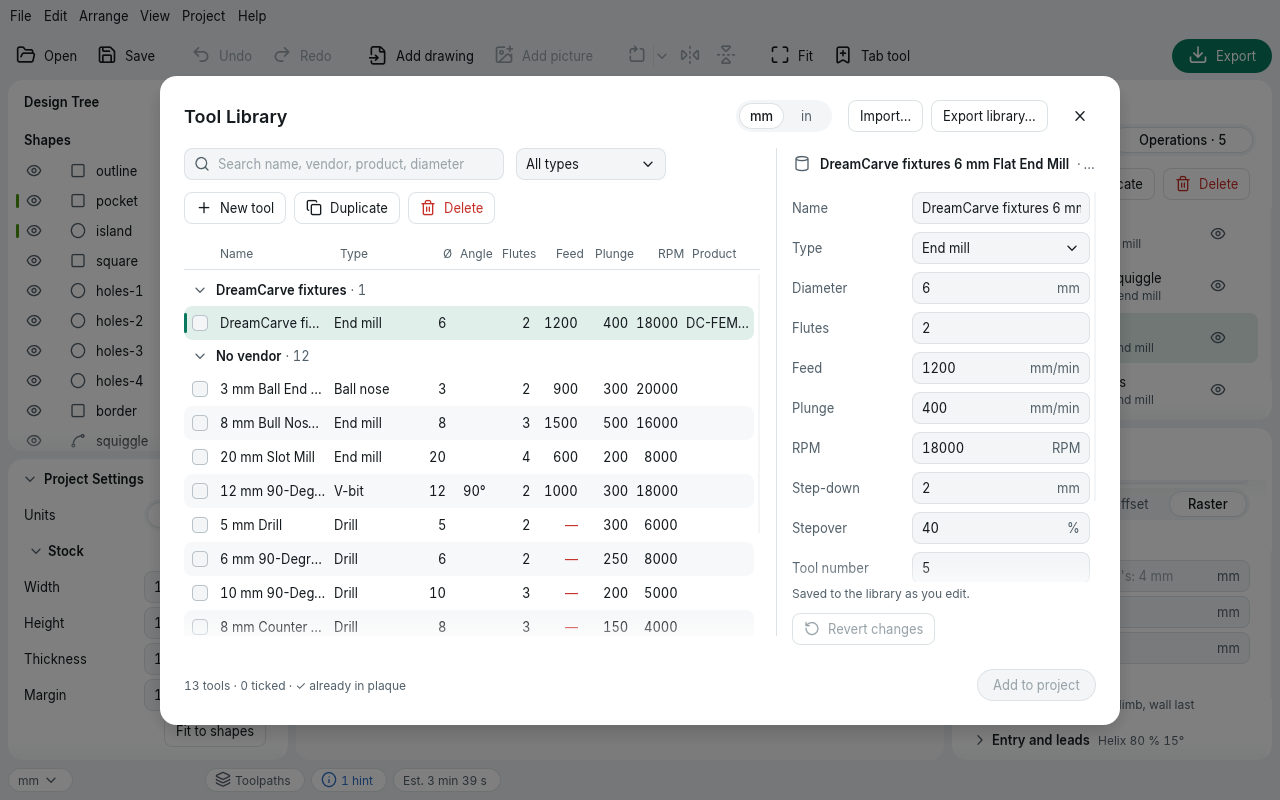 File Edit Arrange View Project Help
Open Save Undo Redo Add drawing Add picture Fit Tab tool Export
Design Tree
Shapes
outline
pocket
island
square
holes-1
holes-2
holes-3
holes-4
border
squiggle
Project Settings
Units
Stock
Width
Height
Thickness
Margin
Fit to shapes
mm Toolpaths 1 hint Est. 3 min 39 s
Tool Library
mm in Import... Export library...
Search name, vendor, product, diameter All types
New tool Duplicate Delete
Name Type Ø Angle Flutes Feed Plunge RPM Product
DreamCarve fixtures · 1
DreamCarve fi... End mill 6 2 1200 400 18000 DC-FEM...
No vendor · 12
3 mm Ball End ... Ball nose 3 2 900 300 20000
8 mm Bull Nos... End mill 8 3 1500 500 16000
20 mm Slot Mill End mill 20 4 600 200 8000
12 mm 90-Deg... V-bit 12 90° 2 1000 300 18000
5 mm Drill Drill 5 2 — 300 6000
6 mm 90-Degr... Drill 6 2 — 250 8000
10 mm 90-Deg... Drill 10 3 — 200 5000
8 mm Counter ... Drill 8 3 — 150 4000
13 tools · 0 ticked · ✓ already in plaque
DreamCarve fixtures 6 mm Flat End Mill · ...
Name DreamCarve fixtures 6 mm
Type End mill
Diameter 6 mm
Flutes 2
Feed 1200 mm/min
Plunge 400 mm/min
RPM 18000 RPM
Step-down 2 mm
Stepover 40 %
Tool number 5
Saved to the library as you edit.
Revert changes
Add to project
Operations · 5
Delete
mill
end mill
mill
end mill
Raster
's: 4 mm mm
mm
mm
wall last
Entry and leads Helix 80 % 15°